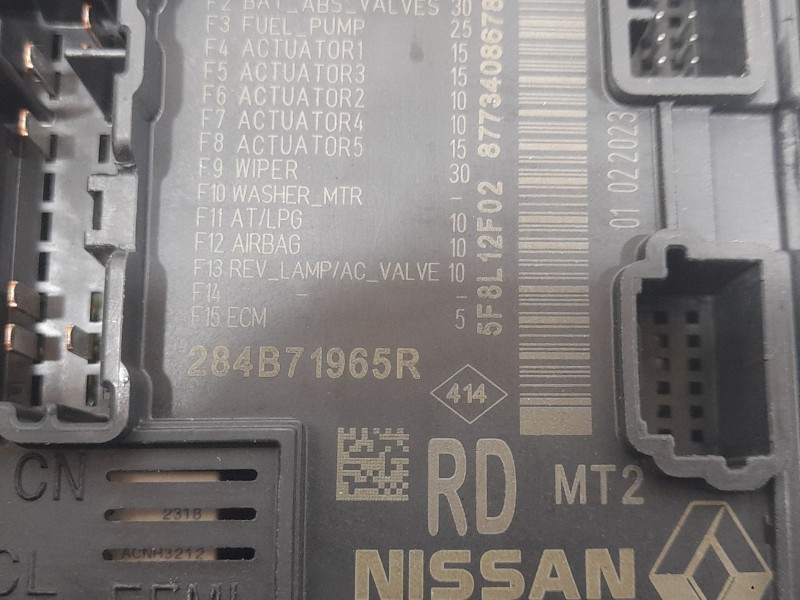 F2 BAT_ABS_VALVES 30
F3 FUEL_PUMP 25
F4 ACTUATOR1 15
F5 ACTUATOR3 15
F6 ACTUATOR2 10
F7 ACTUATOR4 10
F8 ACTUATOR5 15
F9 WIPER 30
F10 WASHER_MTR -
F11 AT/LPG 10
F12 AIRBAG 10
F13 REV_LAMP/AC_VALVE 10
F14 - -
F15 ECM 5
284B71965R
414
5F8L12F02 8773408678
01 02 2023
RD MT2
NISSAN
CN
2318
ACNH3212
CL